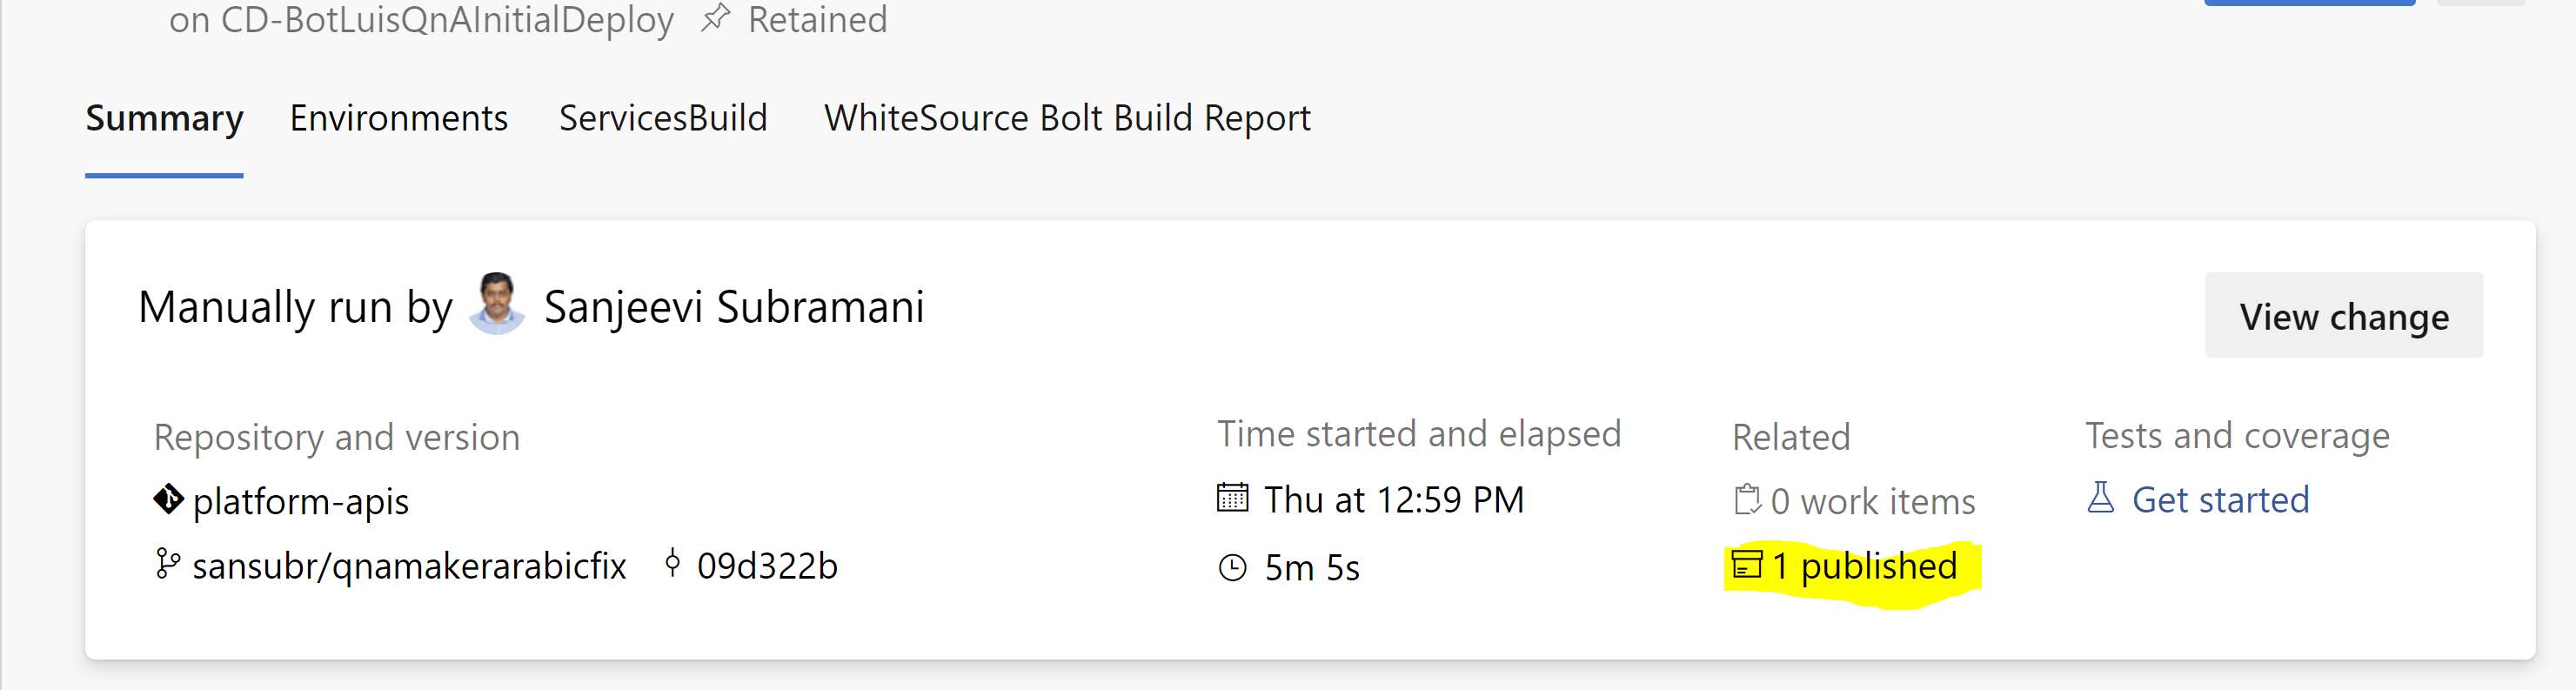 on CD-BotLuisQnAInitialDeploy Retained
Summary Environments ServicesBuild WhiteSource Bolt Build Report
Manually run by Sanjeevi Subramani
View change
Repository and version
platform-apis
sansubr/qnamakerarabicfix 09d322b
Time started and elapsed
Thu at 12:59 PM
5m 5s
Related
0 work items
1 published
Tests and coverage
Get started